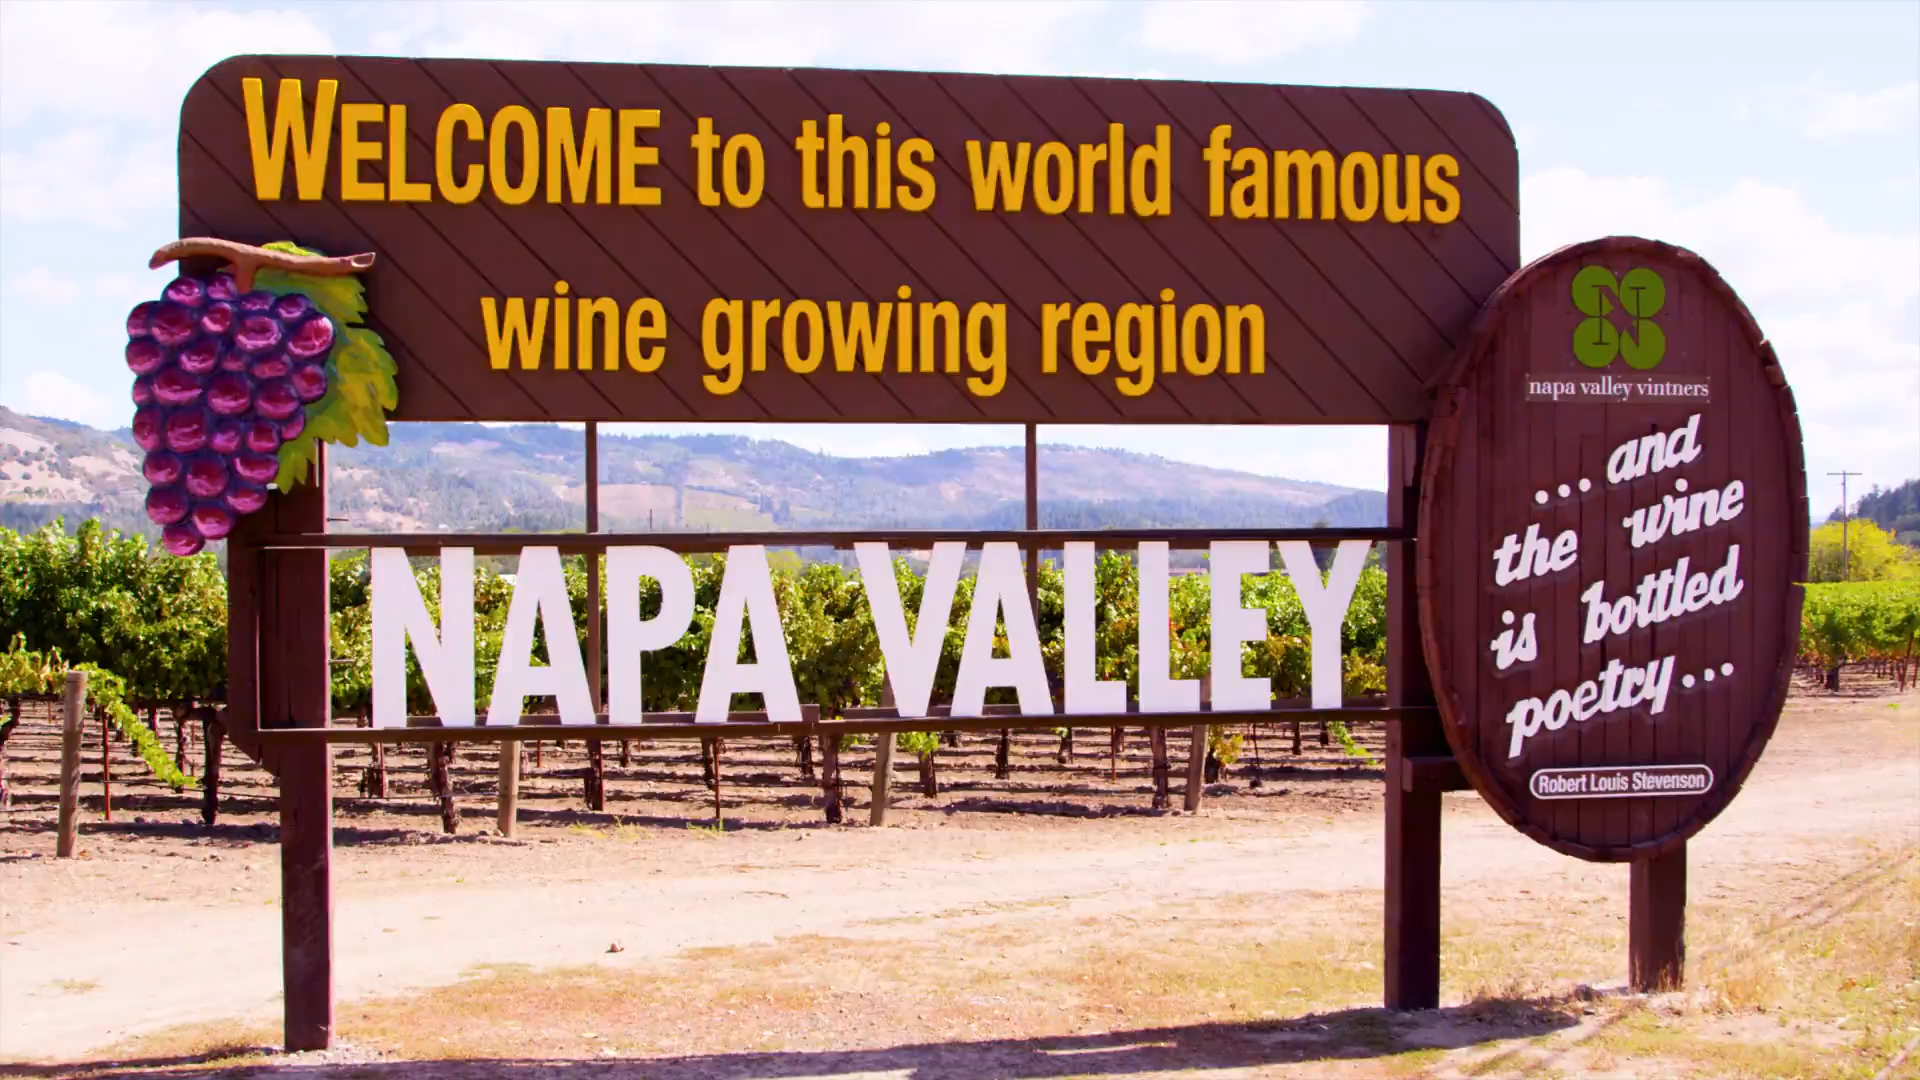 WELCOME to this world famous
wine growing region
NAPA VALLEY
N
napa valley vintners
...and
the wine
is bottled
poetry...
Robert Louis Stevenson